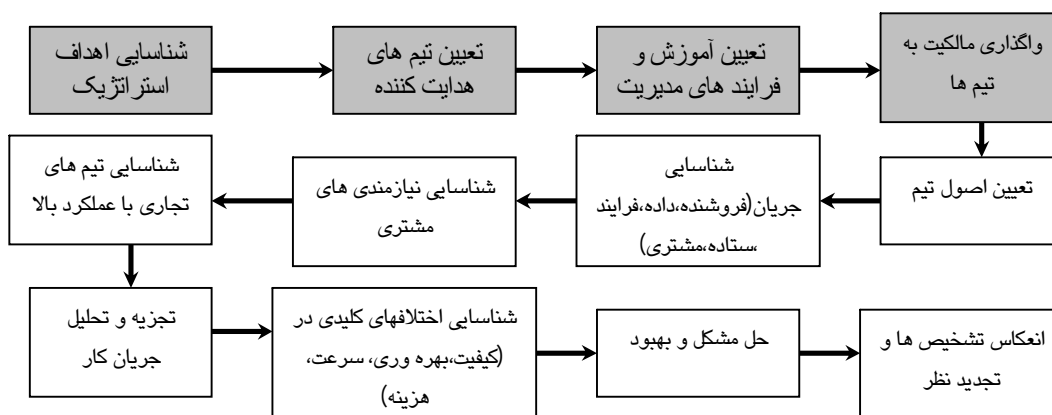 شناسایی اهداف
استراتژیک
تعیین تیم های
هدایت کننده
تعیین آموزش و
فرایند های مدیریت
واگذاری مالکیت به
تیم ها
تعیین اصول تیم
شناسایی
جریان(فروشنده،داده،فرایند
،ستاده،مشتری)
شناسایی نیازمندی های
مشتری
شناسایی تیم های
تجاری با عملکرد بالا
تجزیه و تحلیل
جریان کار
شناسایی اختلافهای کلیدی در
(کیفیت،بهره وری، سرعت،
هزینه)
حل مشکل و بهبود
انعکاس تشخیص ها و
تجدید نظر